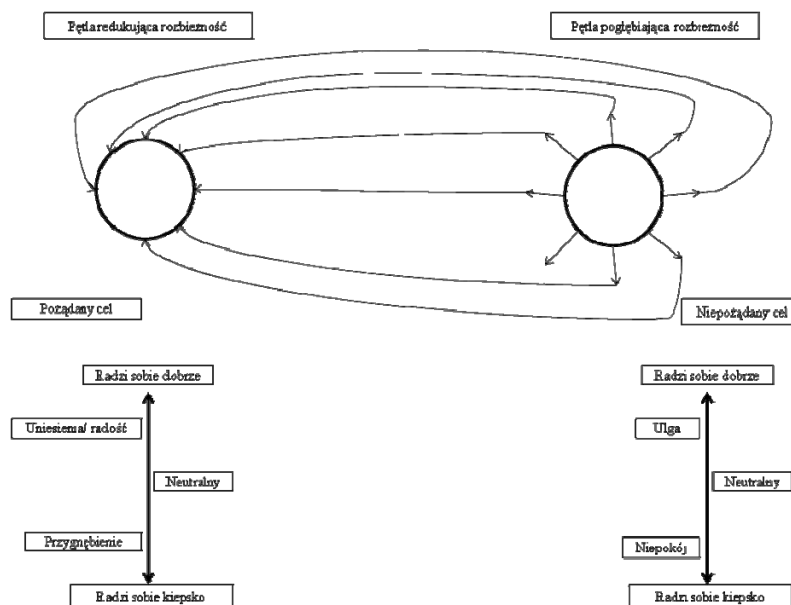 Pętla redukująca rozbieżność
Pętla pogłębiająca rozbieżność
Pożądany cel
Niepożądany cel
Radzi sobie dobrze
Radzi sobie dobrze
Uniesienia/ radość
Ulga
Neutralny
Neutralny
Przygnębienie
Niepokój
Radzi sobie kiepsko
Radzi sobie kiepsko